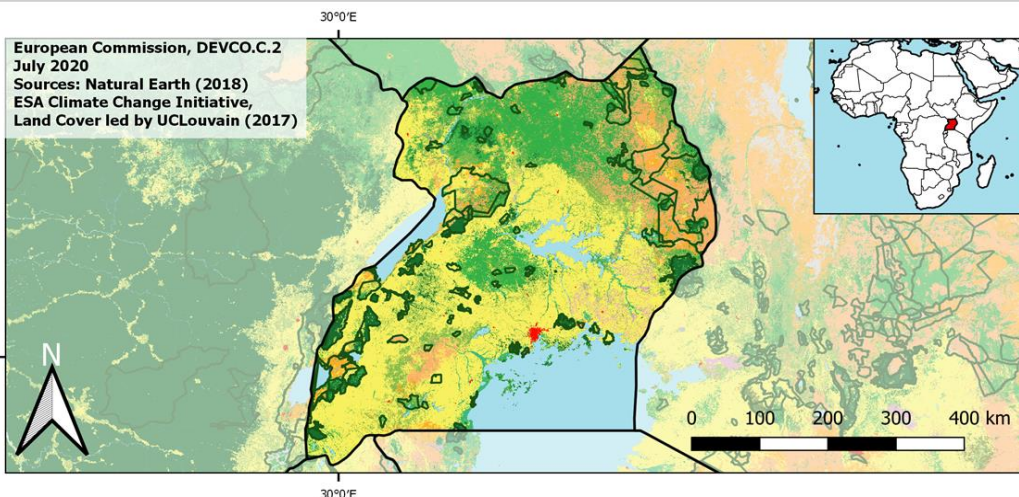 30°0'E
European Commission, DEVCO.C.2
July 2020
Sources: Natural Earth (2018)
ESA Climate Change Initiative,
Land Cover led by UCLouvain (2017)
N
0 100 200 300 400 km
30°0'E